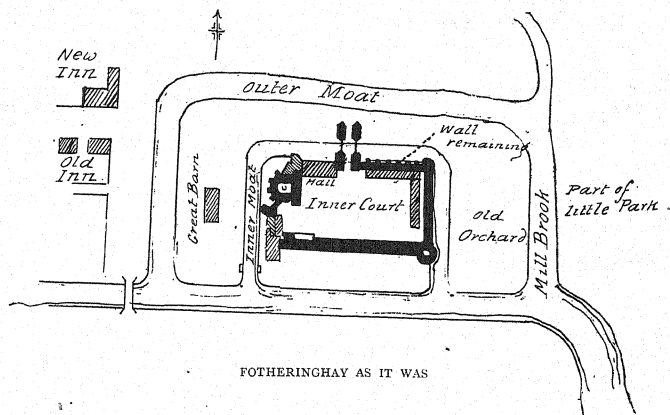 New
Inn
Outer Moat
Wall
remaining
Old
Inn
Great Barn
Inner Moat
Hall
Inner Court
Old
Orchard
Mill Brook
Part of
Little Park
FOTHERINGHAY AS IT WAS